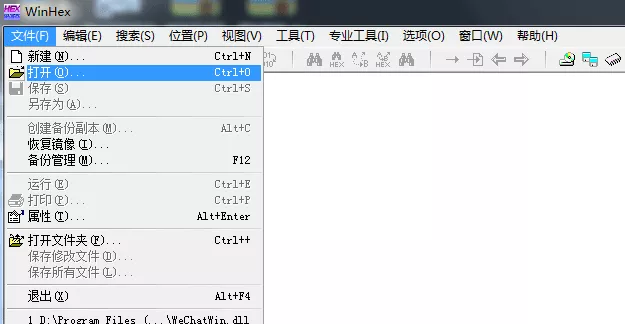 HEX WinHex
文件(F) 编辑(E) 搜索(S) 位置(P) 视图(V) 工具(T) 专业工具(I) 选项(O) 窗口(W) 帮助(H)
新建(N)... Ctrl+N
打开(O)... Ctrl+O
保存(S) Ctrl+S
另存为(A)...
创建备份副本(M)... Alt+C
恢复镜像(I)...
备份管理(M)... F12
运行(E) Ctrl+E
打印(P)... Ctrl+P
属性(T)... Alt+Enter
打开文件夹(F)... Ctrl++
保存修改文件(D)...
保存所有文件(L)...
退出(X) Alt+F4
1 D:\Program Files (...\WeChatWin.dll